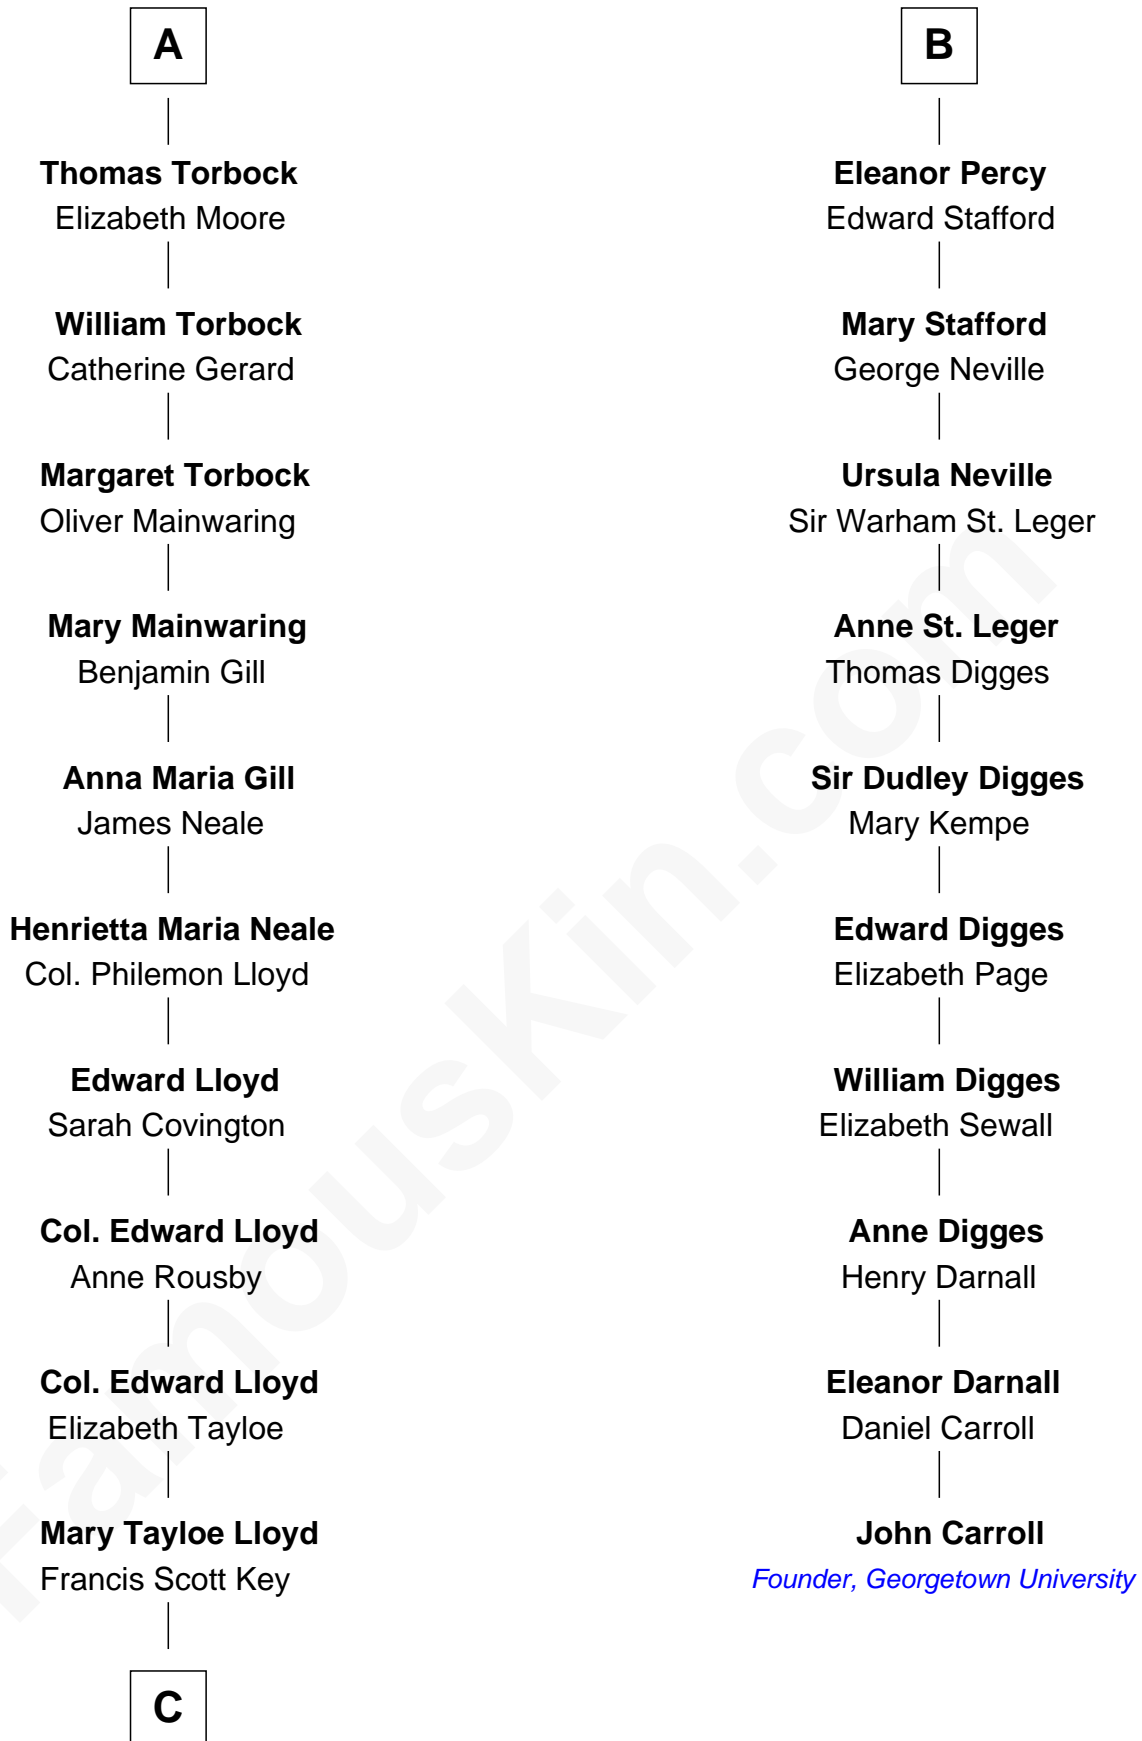 A
Thomas Torbock
Elizabeth Moore
William Torbock
Catherine Gerard
Margaret Torbock
Oliver Mainwaring
Mary Mainwaring
Benjamin Gill
Anna Maria Gill
James Neale
Henrietta Maria Neale
Col. Philemon Lloyd
Edward Lloyd
Sarah Covington
Col. Edward Lloyd
Anne Rousby
Col. Edward Lloyd
Elizabeth Tayloe
Mary Tayloe Lloyd
Francis Scott Key
C
B
Eleanor Percy
Edward Stafford
Mary Stafford
George Neville
Ursula Neville
Sir Warham St. Leger
Anne St. Leger
Thomas Digges
Sir Dudley Digges
Mary Kempe
Edward Digges
Elizabeth Page
William Digges
Elizabeth Sewall
Anne Digges
Henry Darnall
Eleanor Darnall
Daniel Carroll
John Carroll
Founder, Georgetown University
FamousKin.com